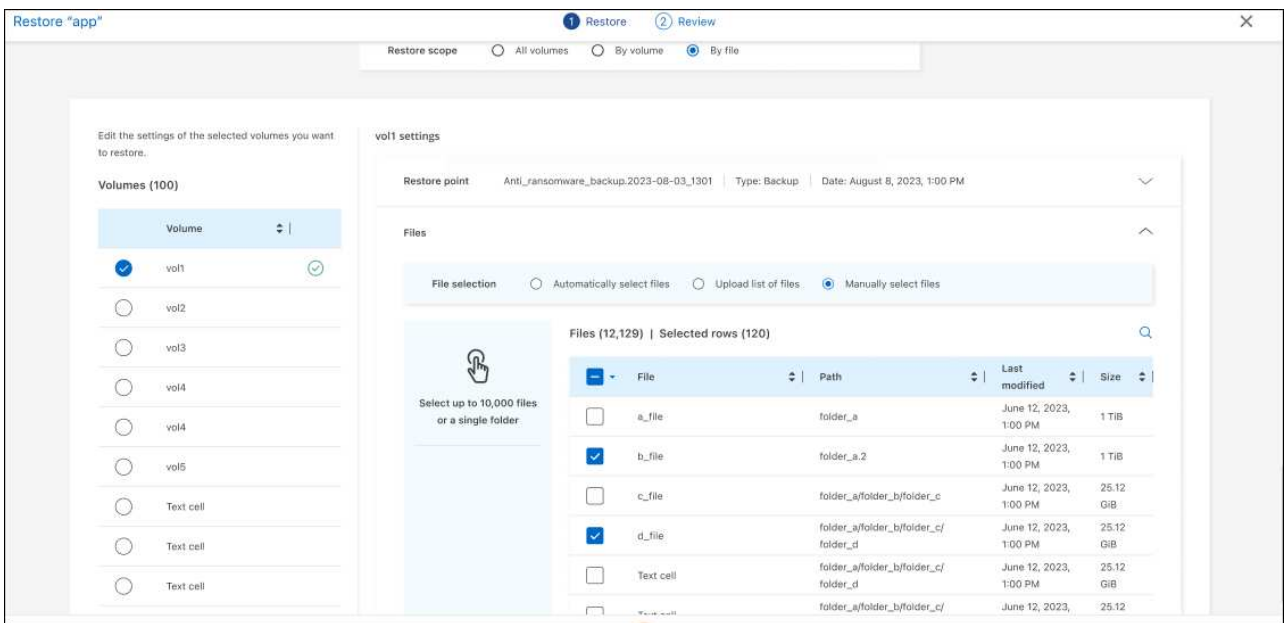 Restore "app"
1 Restore
2 Review
Restore scope All volumes By volume By file
Edit the settings of the selected volumes you want
to restore.
Volumes (100)
Volume
vol1
vol2
vol3
vol4
vol4
vol5
Text cell
Text cell
Text cell
vol1 settings
Restore point Anti_ransomware_backup.2023-08-03_1301 | Type: Backup | Date: August 8, 2023, 1:00 PM
Files
File selection Automatically select files Upload list of files Manually select files
Select up to 10,000 files
or a single folder
Files (12,129) | Selected rows (120)
File Path Last modified Size
a_file folder_a June 12, 2023, 1:00 PM 1 TiB
b_file folder_a.2 June 12, 2023, 1:00 PM 1 TiB
c_file folder_a/folder_b/folder_c June 12, 2023, 1:00 PM 25.12 GiB
d_file folder_a/folder_b/folder_c/folder_d June 12, 2023, 1:00 PM 25.12 GiB
Text cell folder_a/folder_b/folder_c/folder_d June 12, 2023, 1:00 PM 25.12 GiB
folder_a/folder_b/folder_c/ June 12, 2023, 25.12